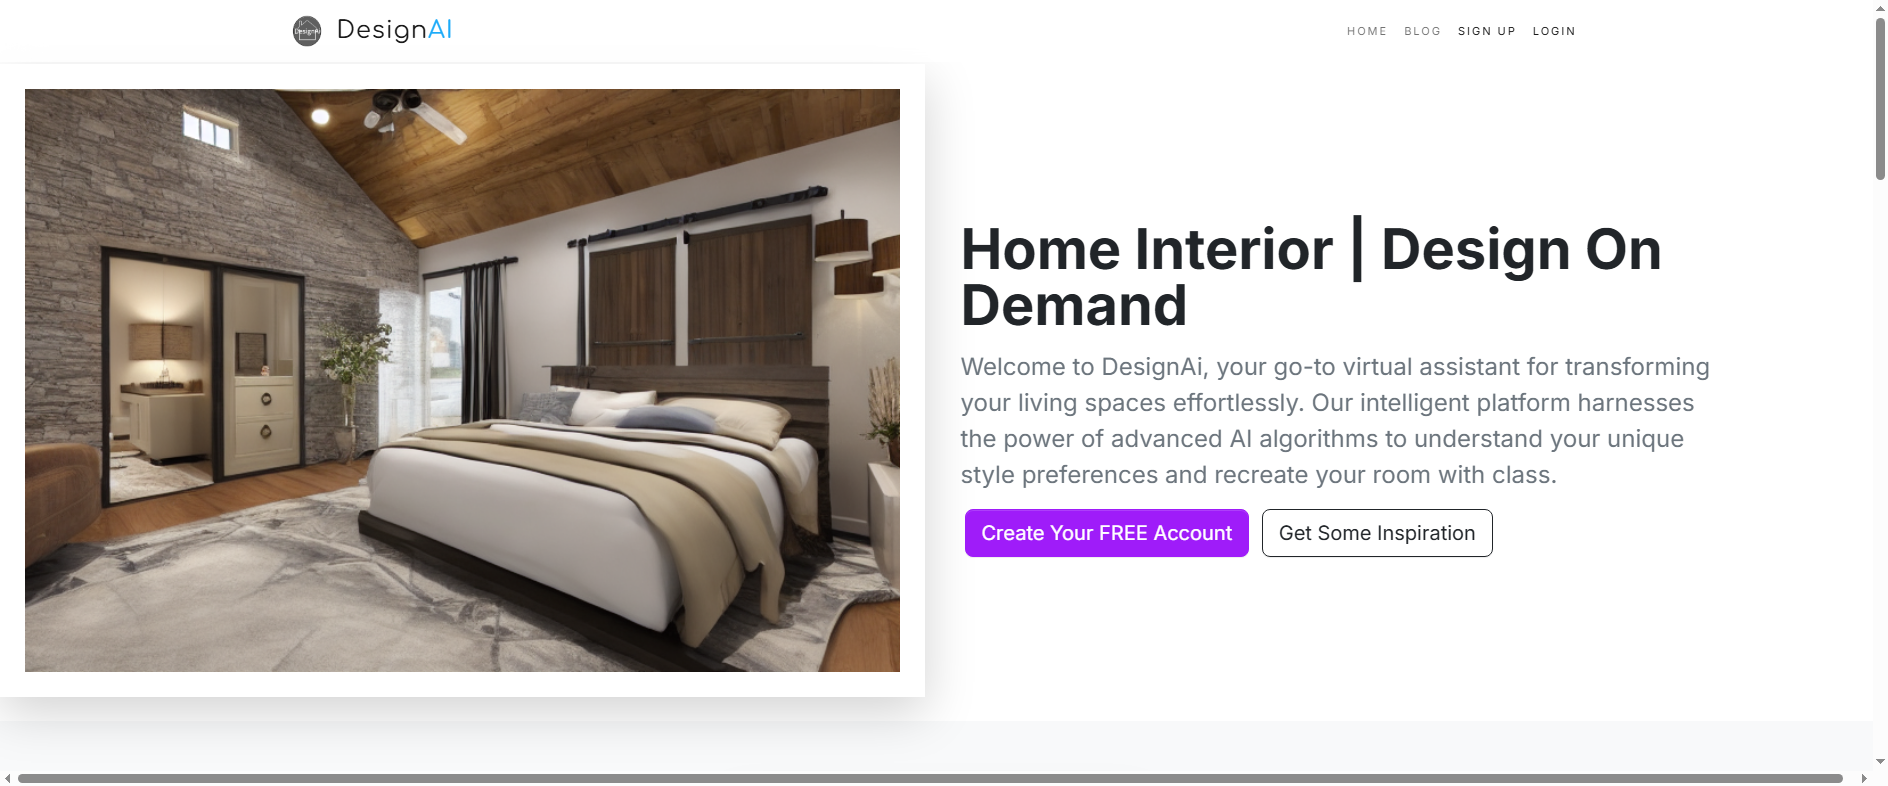 DesignAi
DesignAI
HOME BLOG SIGN UP LOGIN
Home Interior | Design On
Demand
Welcome to DesignAi, your go-to virtual assistant for transforming
your living spaces effortlessly. Our intelligent platform harnesses
the power of advanced AI algorithms to understand your unique
style preferences and recreate your room with class.
Create Your FREE Account Get Some Inspiration